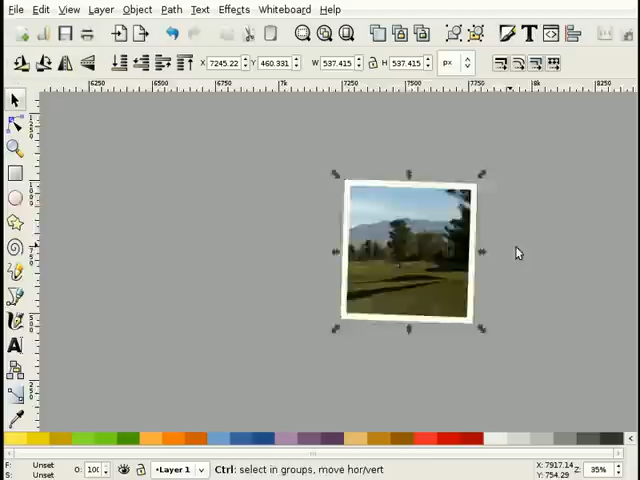 File Edit View Layer Object Path Text Effects Whiteboard Help
X 7245.22 Y 460.331 W 537.415 H 537.415 px
6250 6500 6750 7k 7250 7500 7750 8k 8250
F: Unset O: 100 •Layer 1 Ctrl: select in groups, move hor/vert X: 7917.14 Z: 35%
S: Unset Y: 754.29